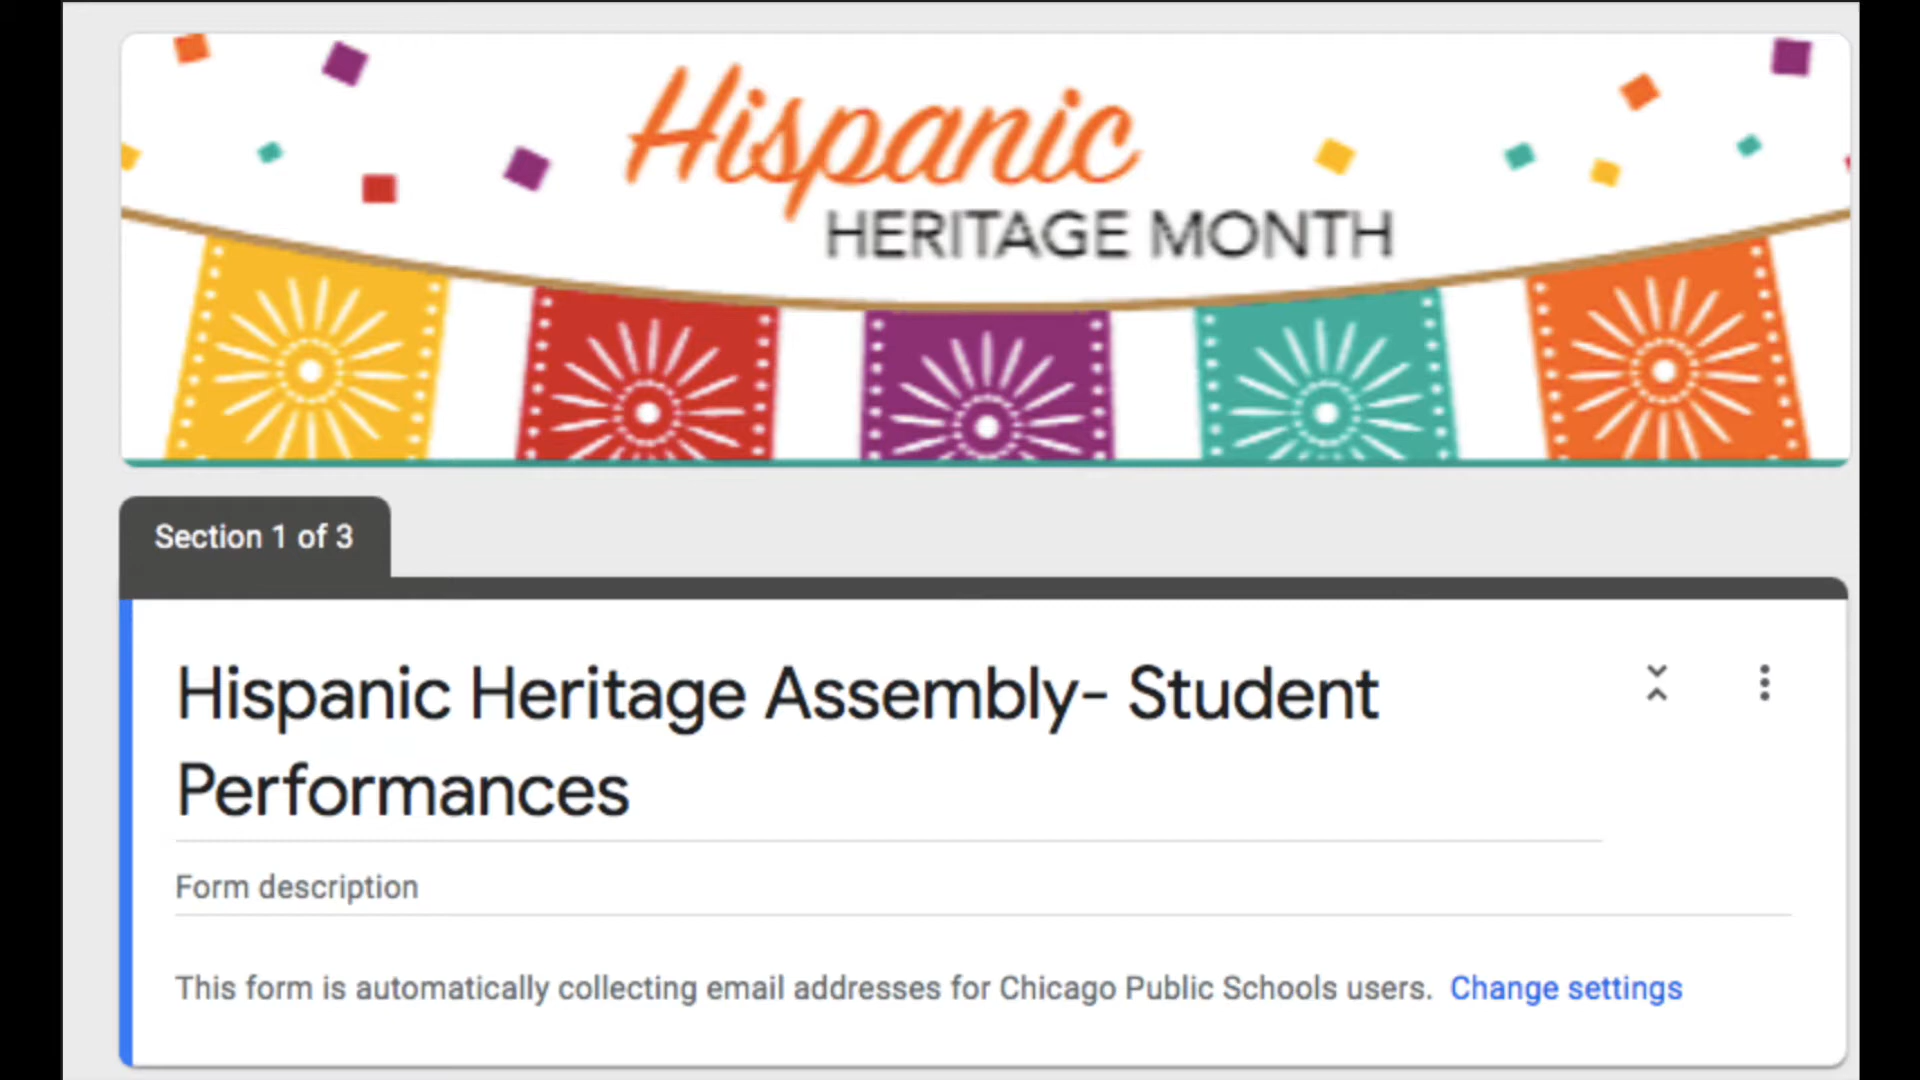 Hispanic
HERITAGE MONTH
Section 1 of 3
Hispanic Heritage Assembly- Student
Performances
Form description
This form is automatically collecting email addresses for Chicago Public Schools users. Change settings